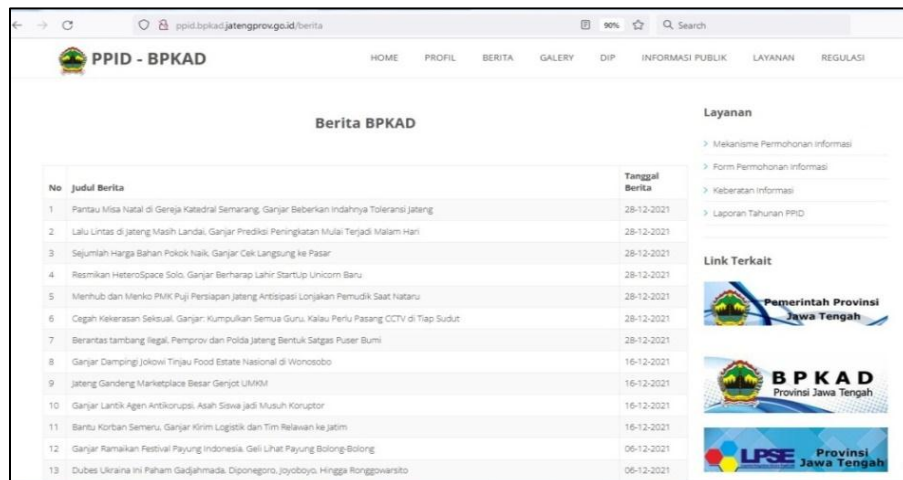 ppid.bpkad.jatengprov.go.id/berita
90%
Search
PPID - BPKAD
HOME PROFIL BERITA GALERY DIP INFORMASI PUBLIK LAYANAN REGULASI
Berita BPKAD
No Judul Berita Tanggal Berita
1 Pantau Misa Natal di Gereja Katedral Semarang, Ganjar Beberkan Indahnya Toleransi Jateng 28-12-2021
2 Lalu Lintas di Jateng Masih Landai, Ganjar Prediksi Peningkatan Mulai Terjadi Malam Hari 28-12-2021
3 Sejumlah Harga Bahan Pokok Naik, Ganjar Cek Langsung ke Pasar 28-12-2021
4 Resmikan HeteroSpace Solo, Ganjar Berharap Lahir StartUp Unicorn Baru 28-12-2021
5 Menhub dan Menko PMK Puji Persiapan Jateng Antisipasi Lonjakan Pemudik Saat Nataru 28-12-2021
6 Cegah Kekerasan Seksual, Ganjar: Kumpulkan Semua Guru, Kalau Perlu Pasang CCTV di Tiap Sudut 28-12-2021
7 Berantas tambang Ilegal, Pemprov dan Polda Jateng Bentuk Satgas Puser Bumi 28-12-2021
8 Ganjar Dampingi Jokowi Tinjau Food Estate Nasional di Wonosobo 16-12-2021
9 Jateng Gandeng Marketplace Besar Genjot UMKM 16-12-2021
10 Ganjar Lantik Agen Antikorupsi, Asah Siswa jadi Musuh Koruptor 16-12-2021
11 Bantu Korban Semeru, Ganjar Kirim Logistik dan Tim Relawan ke Jatim 16-12-2021
12 Ganjar Ramaikan Festival Payung Indonesia, Geli Lihat Payung Bolong-Bolong 06-12-2021
13 Dubes Ukraina Ini Paham Gadjahmada, Diponegoro, Joyoboyo, Hingga Ronggowarsito 06-12-2021
Layanan
> Mekanisme Permohonan Informasi
> Form Permohonan Informasi
> Keberatan Informasi
> Laporan Tahunan PPID
Link Terkait
Pemerintah Provinsi
Jawa Tengah
BPKAD
Provinsi Jawa Tengah
LPSE
Provinsi
Jawa Tengah